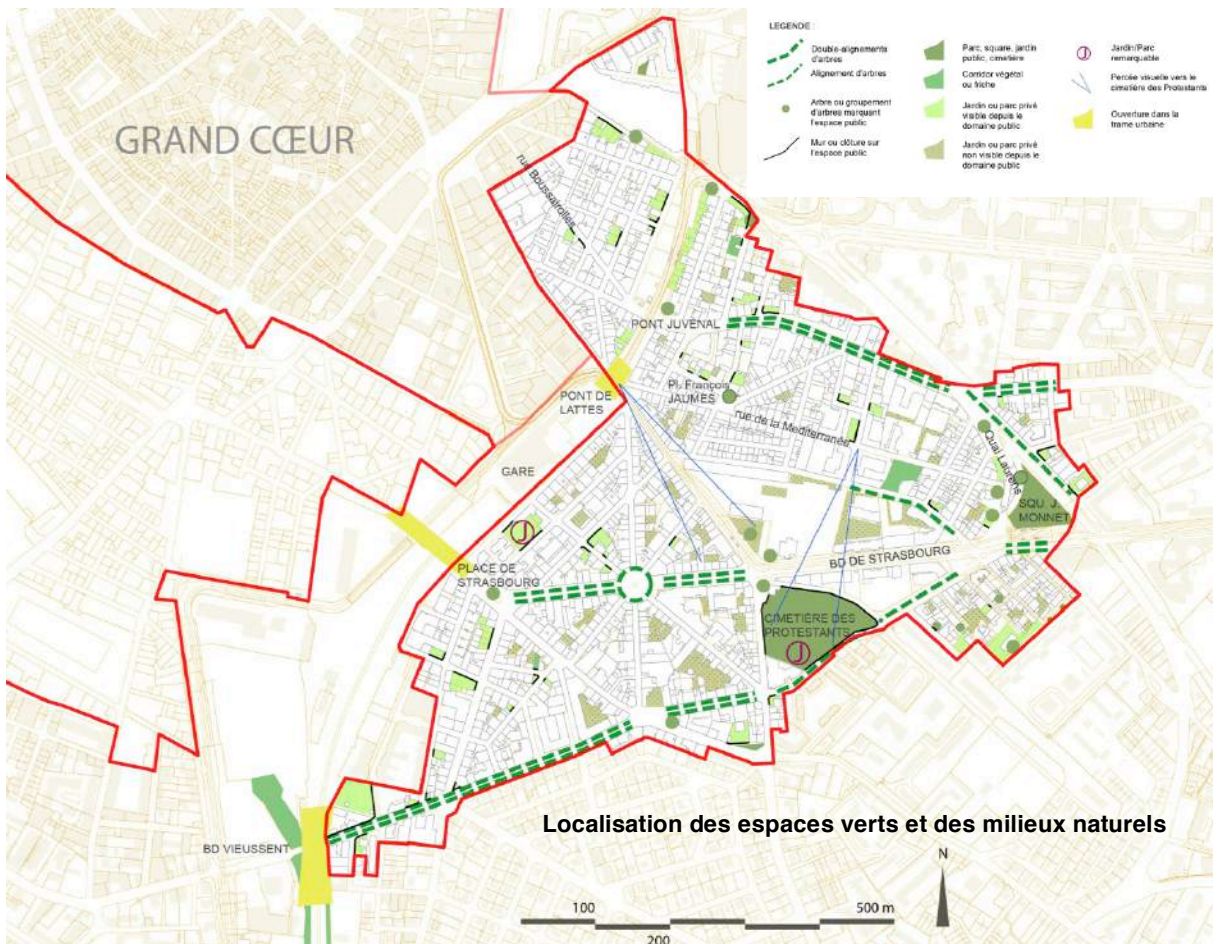 LEGENDE :
Double-alignements
d'arbres
Alignement d'arbres
Arbre ou groupement
d'arbres marquant
l'espace public
Mur ou clôture sur
l'espace public
Parc, square, jardin
public, cimetière
Corridor végétal
ou friche
Jardin ou parc privé
visible depuis le
domaine public
Jardin ou parc privé
non visible depuis le
domaine public
J
Jardin/Parc
remarquable
Percée visuelle vers le
cimetière des Protestants
Ouverture dans la
trame urbaine
GRAND CŒUR
rue Boussairolles
PONT JUVENAL
PONT DE
LATTES
Pl. François
JAUMES
rue de la Mediterranée
GARE
Quai Laurens
SQU. J.
MONNET
J
PLACE DE
STRASBOURG
BD DE STRASBOURG
CIMETIÈRE DES
PROTESTANTS
J
BD VIEUSSENT
Localisation des espaces verts et des milieux naturels
N
100
500 m
200